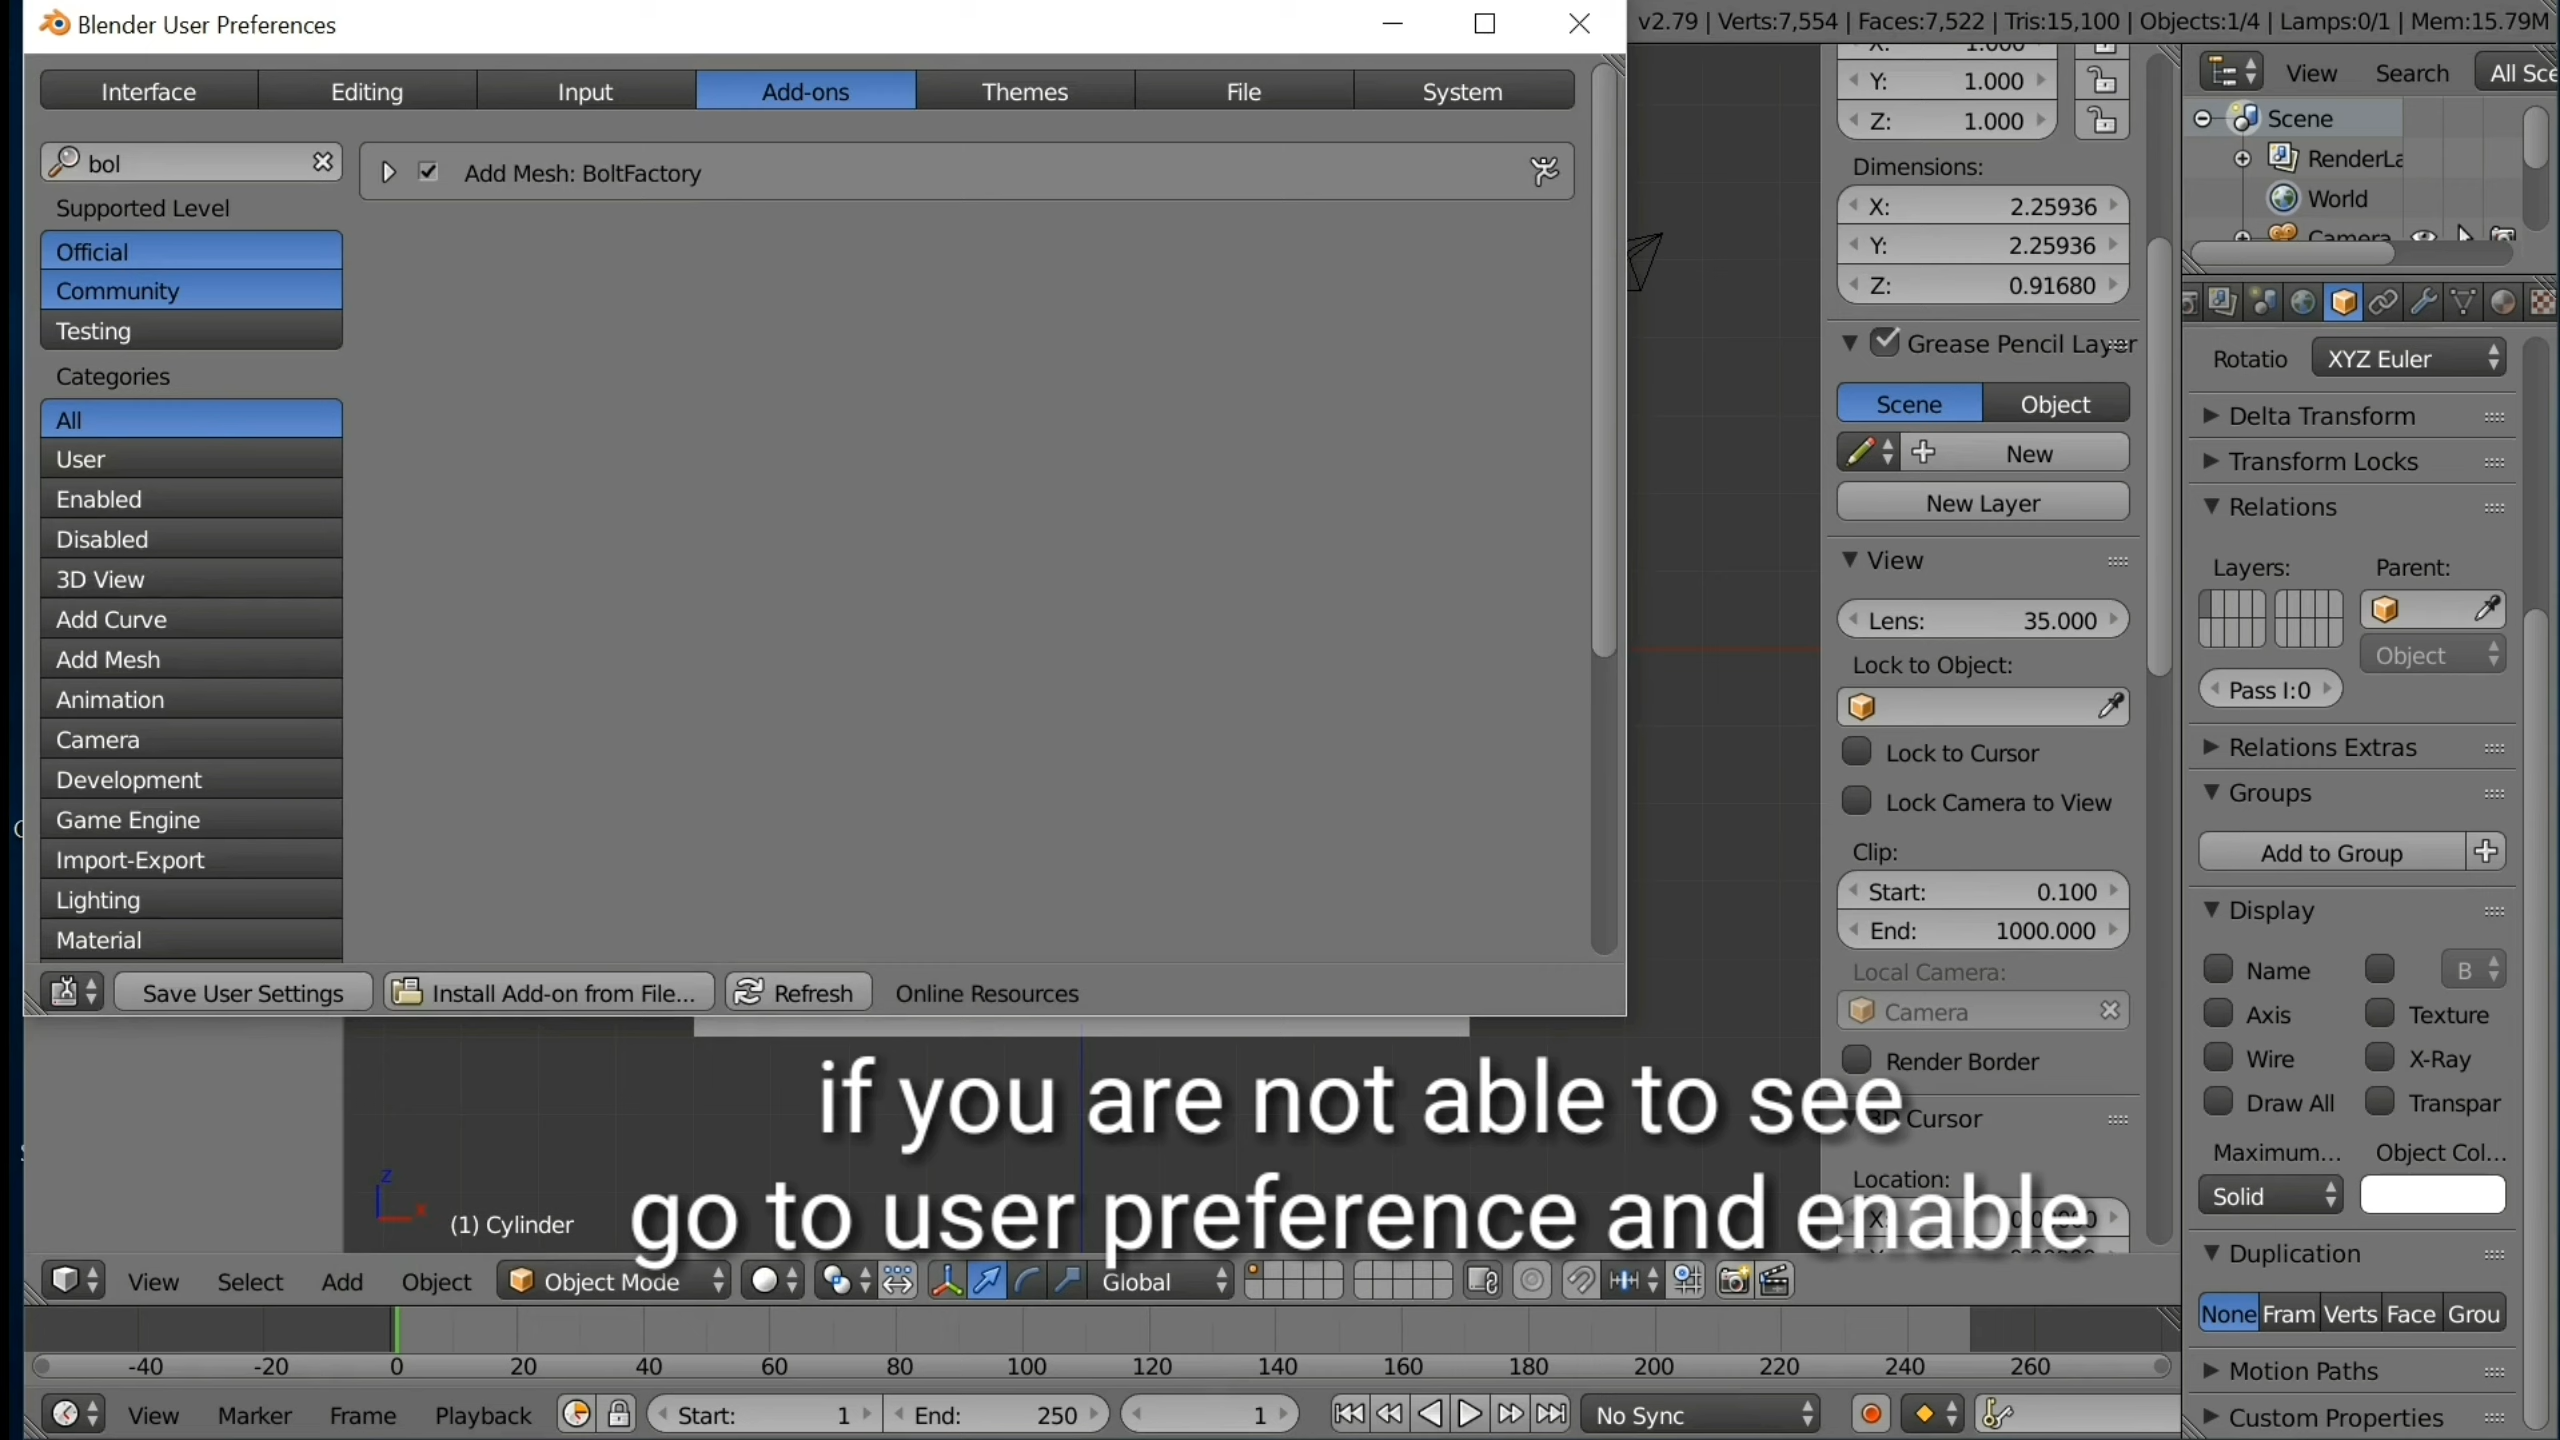 Blender User Preferences
v2.79 | Verts:7,554 | Faces:7,522 | Tris:15,100 | Objects:1/4 | Lamps:0/1 | Mem:15.79M
Interface Editing Input Add-ons Themes File System
bol
Add Mesh: BoltFactory
Supported Level
Official
Community
Testing
Categories
All
User
Enabled
Disabled
3D View
Add Curve
Add Mesh
Animation
Camera
Development
Game Engine
Import-Export
Lighting
Material
Save User Settings Install Add-on from File... Refresh Online Resources
X: 1.000
Y: 1.000
Z: 1.000
Dimensions:
X: 2.25936
Y: 2.25936
Z: 0.91680
Grease Pencil Layer
Scene Object
New
New Layer
View
Lens: 35.000
Lock to Object:
Lock to Cursor
Lock Camera to View
Clip:
Start: 0.100
End: 1000.000
Local Camera:
Camera
Render Border
3D Cursor
Location:
View Search All Sce
Scene
RenderLa
World
Camera
Rotatio XYZ Euler
Delta Transform
Transform Locks
Relations
Layers: Parent:
Object
Pass I:0
Relations Extras
Groups
Add to Group
Display
Name B
Axis Texture
Wire X-Ray
Draw All Transpar
Maximum... Object Col...
Solid
Duplication
None Fram Verts Face Grou
Motion Paths
Custom Properties
if you are not able to see
go to user preference and enable
z
x
(1) Cylinder
View Select Add Object Object Mode Global
-40 -20 0 20 40 60 80 100 120 140 160 180 200 220 240 260
View Marker Frame Playback Start: 1 End: 250 1 No Sync